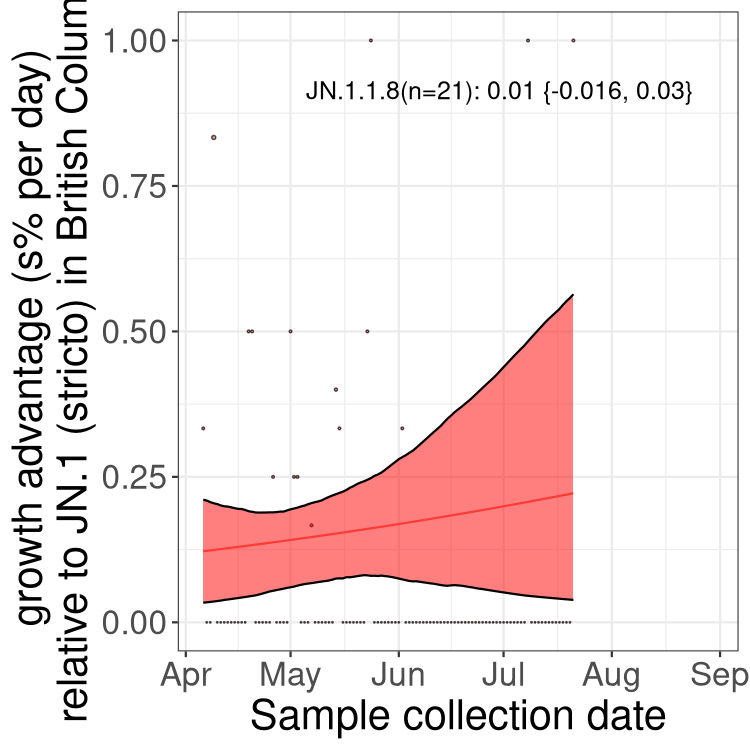 growth advantage (s% per day)
relative to JN.1 (stricto) in British Colum
1.00
0.75
0.50
0.25
0.00
JN.1.1.8(n=21): 0.01 {-0.016, 0.03}
Apr May Jun Jul Aug Sep
Sample collection date